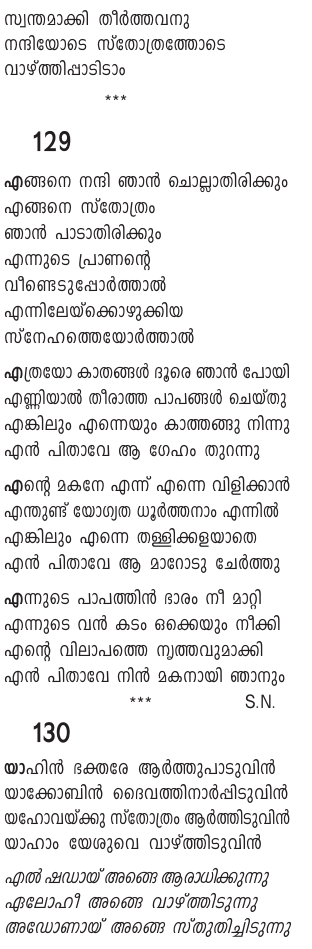 സ്വന്തമാക്കി തീർത്തവനു
നന്ദിയോടെ സ്തോത്രത്തോടെ
വാഴ്ത്തിപ്പാടിടാം
***
129
എങ്ങനെ നന്ദി ഞാൻ ചൊല്ലാതിരിക്കും
എങ്ങനെ സ്തോത്രം
ഞാൻ പാടാതിരിക്കും
എന്നുടെ പ്രാണന്റെ
വീണ്ടെടുപ്പോർത്താൽ
എന്നിലേയ്ക്കൊഴുക്കിയ
സ്നേഹത്തെയോർത്താൽ
എത്രയോ കാതങ്ങൾ ദൂരെ ഞാൻ പോയി
എണ്ണിയാൽ തീരാത്ത പാപങ്ങൾ ചെയ്തു
എങ്കിലും എന്നെയും കാത്തങ്ങു നിന്നു
എൻ പിതാവേ ആ ഗേഹം തുറന്നു
എന്റെ മകനേ എന്ന് എന്നെ വിളിക്കാൻ
എന്തുണ്ട് യോഗ്യത ധൂർത്തനാം എന്നിൽ
എങ്കിലും എന്നെ തള്ളിക്കളയാതെ
എൻ പിതാവേ ആ മാറോടു ചേർത്തു
എന്നുടെ പാപത്തിൻ ഭാരം നീ മാറ്റി
എന്നുടെ വൻ കടം ഒക്കെയും നീക്കി
എന്റെ വിലാപത്തെ നൃത്തവുമാക്കി
എൻ പിതാവേ നിൻ മകനായി ഞാനും
*** S.N.
130
യാഹിൻ ഭക്തരേ ആർത്തുപാടുവിൻ
യാക്കോബിൻ ദൈവത്തിനാർപ്പിടുവിൻ
യഹോവയ്ക്കു സ്തോത്രം ആർത്തിടുവിൻ
യാഹാം യേശുവെ വാഴ്ത്തിടുവിൻ
എൽ ഷഡായ് അങ്ങെ ആരാധിക്കുന്നു
ഏലോഹീ അങ്ങെ വാഴ്ത്തിടുന്നു
അഡോണായ് അങ്ങെ സ്തുതിച്ചിടുന്നു